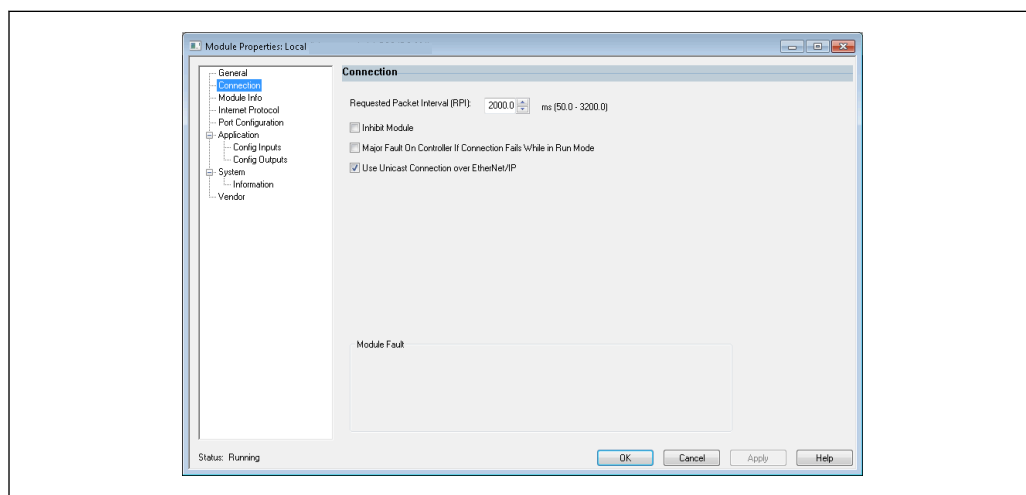 Module Properties: Local
General
Connection
Module Info
Internet Protocol
Port Configuration
Application
Config Inputs
Config Outputs
System
Information
Vendor
Connection
Requested Packet Interval (RPI): 2000.0 ms (50.0 - 3200.0)
Inhibit Module
Major Fault On Controller If Connection Fails While in Run Mode
Use Unicast Connection over EtherNet/IP
Module Fault
Status: Running
OK Cancel Apply Help